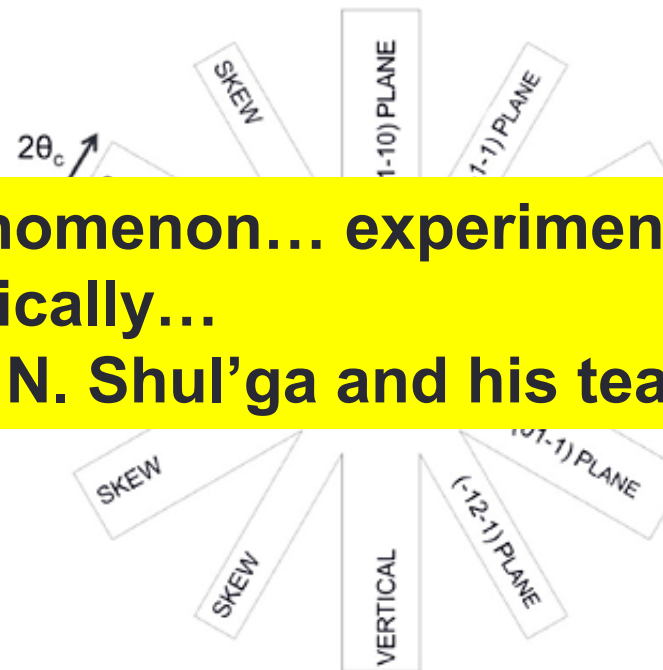 SKEW
1-10) PLANE
1-1) PLANE
2θc
nomenon… experimen
ically…
N. Shul’ga and his tea
SKEW
SKEW
VERTICAL
(-12-1) PLANE
01-1) PLANE